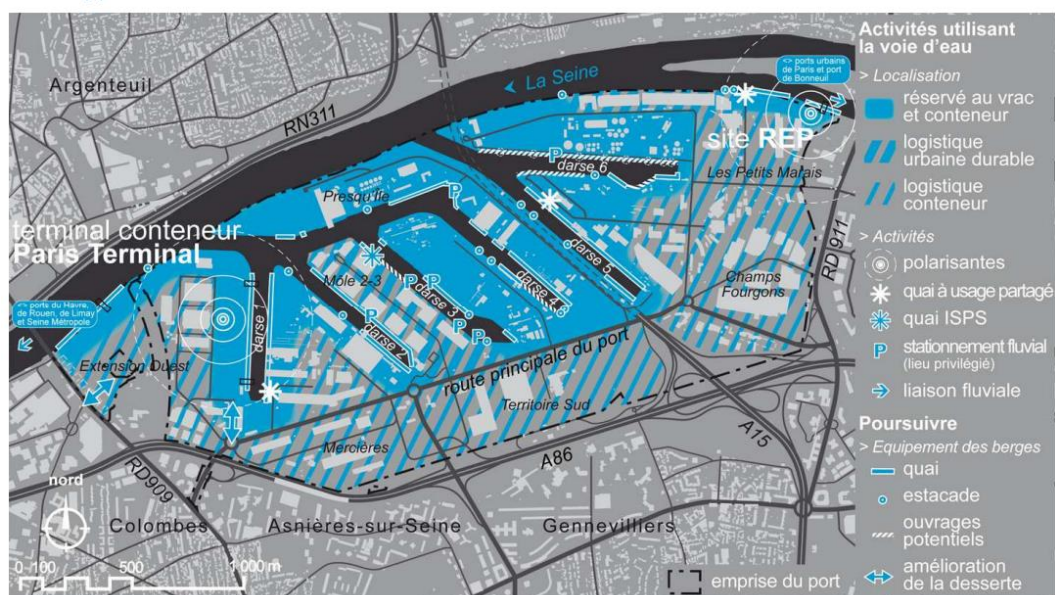 Argenteuil
RN311
La Seine
<> ports urbains
de Paris et port
de Bonneuil
site REP
Les Petits Marais
darse 6
Presqu'île
P
P
terminal conteneur
Paris Terminal
<> ports du Havre,
de Rouen, de Limay
et Seine Métropole
Môle 2-3
darse 5
darse 4
darse 3
darse 2
darse 1
P
P
P
P
P
P
Champs
Fourgons
RD911
Extension Ouest
route principale du port
Territoire Sud
Mercières
A86
A15
RD909
nord
Colombes
Asnières-sur-Seine
Gennevilliers
0 100 500 1 000 m
emprise du port
Activités utilisant
la voie d'eau
> Localisation
réservé au vrac
et conteneur
logistique
urbaine durable
logistique
conteneur
> Activités
polarisantes
quai à usage partagé
quai ISPS
P stationnement fluvial
(lieu privilégié)
liaison fluviale
Poursuivre
> Equipement des berges
quai
estacade
ouvrages
potentiels
amélioration
de la desserte